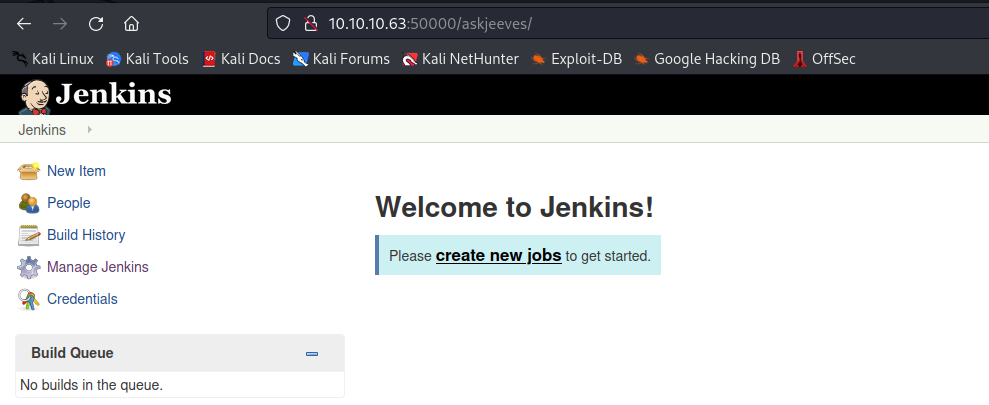 10.10.10.63:50000/askjeeves/
Kali Linux Kali Tools Kali Docs Kali Forums Kali NetHunter Exploit-DB Google Hacking DB OffSec
Jenkins
Jenkins
New Item
People
Build History
Manage Jenkins
Credentials
Welcome to Jenkins!
Please create new jobs to get started.
Build Queue
No builds in the queue.